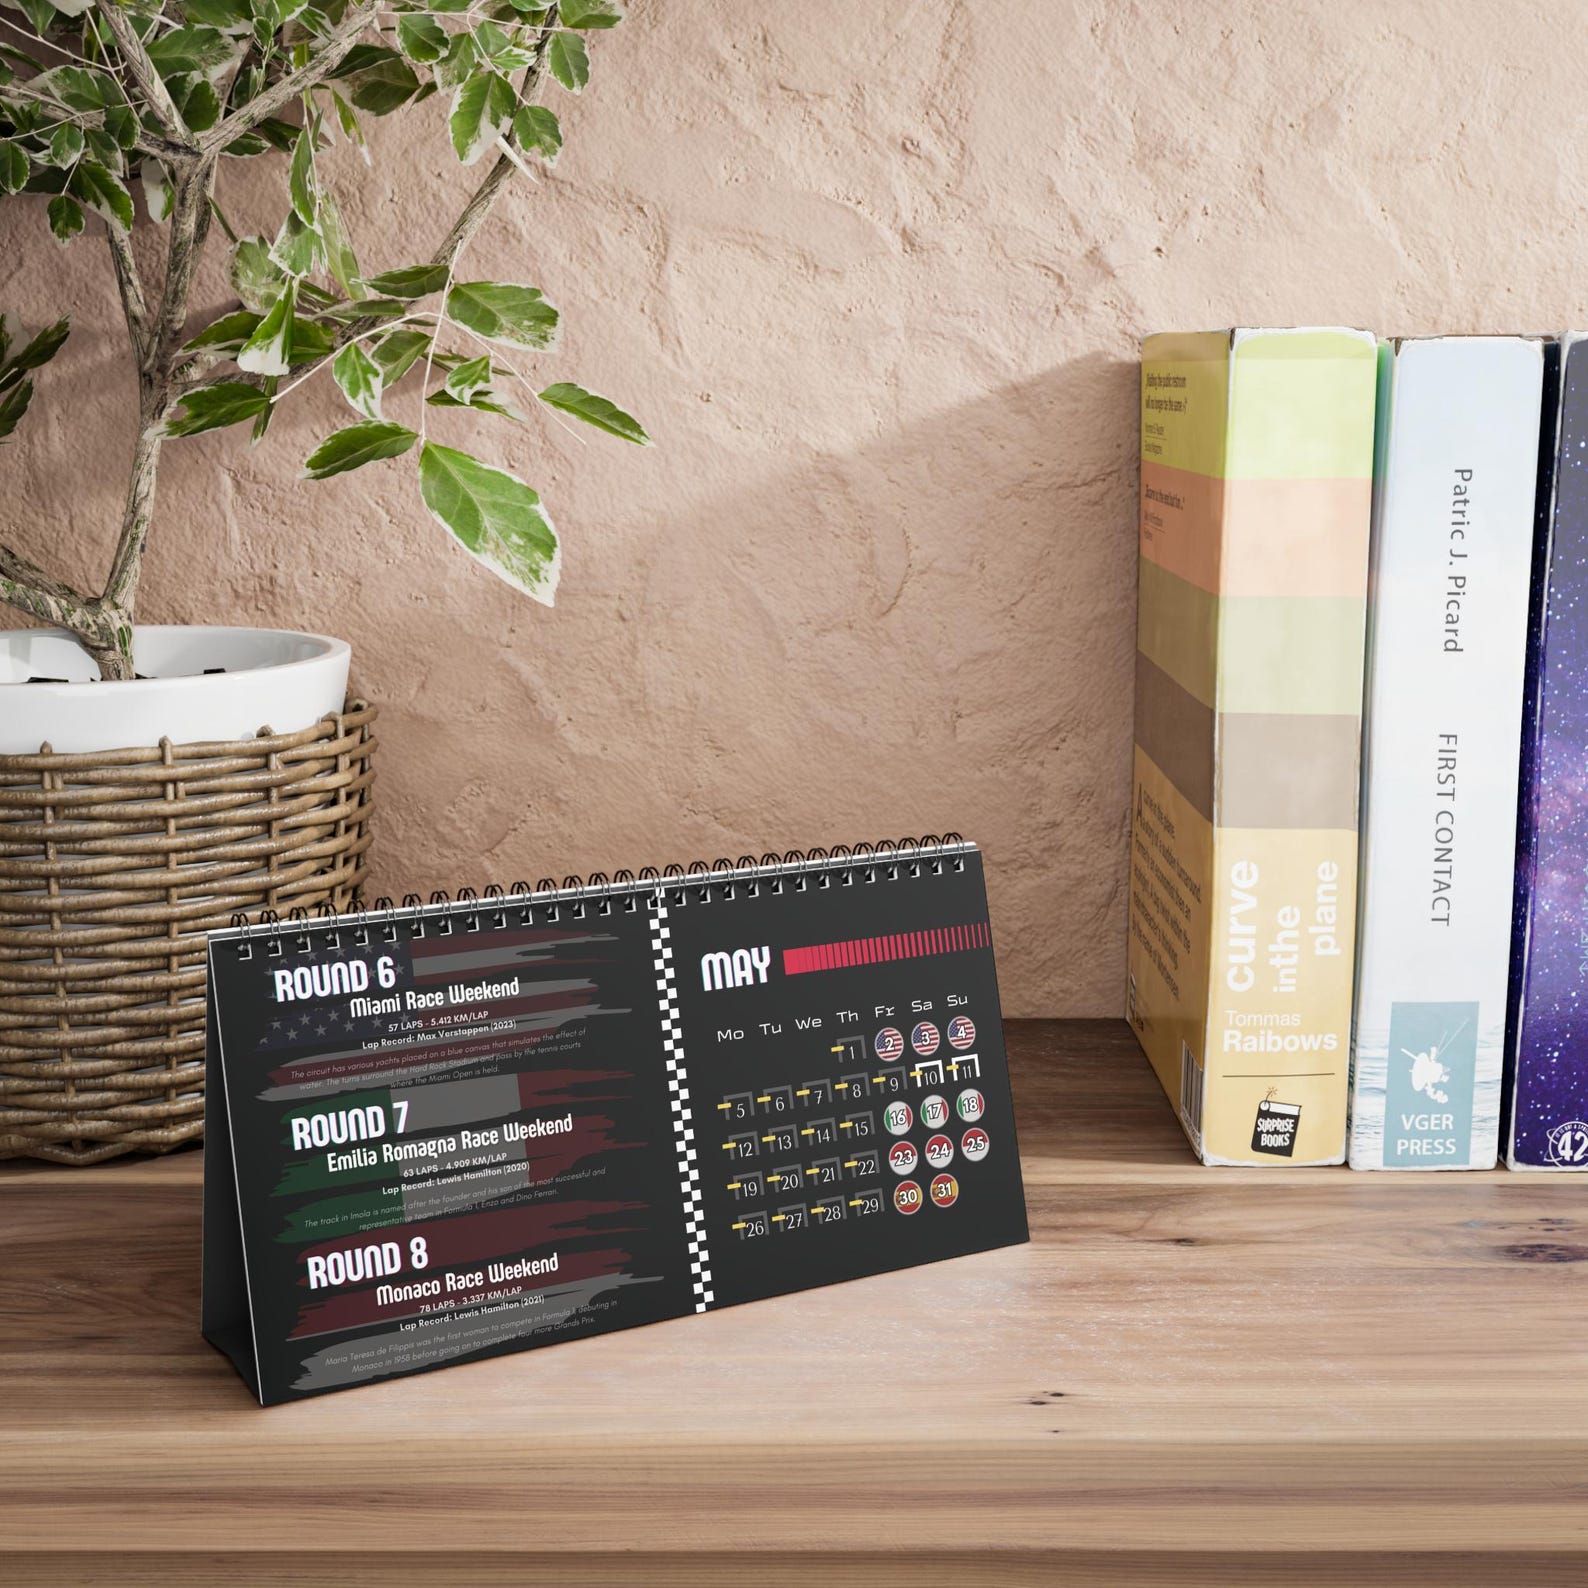 ROUND 6
Miami Race Weekend
57 LAPS - 5.412 KM/LAP
Lap Record: Max Verstappen (2023)
The circuit has various yachts placed on a blue canvas that simulates the effect of
water. The turns surround the Hard Rock Stadium and pass by the tennis courts
where the Miami Open is held.
ROUND 7
Emilia Romagna Race Weekend
63 LAPS - 4.909 KM/LAP
Lap Record: Lewis Hamilton (2020)
The track in Imola is named after the founder and his son of the most successful and
representative team in Formula 1, Enzo and Dino Ferrari.
ROUND 8
Monaco Race Weekend
78 LAPS - 3.337 KM/LAP
Lap Record: Lewis Hamilton (2021)
Maria Teresa de Filippis was the first woman to compete in Formula 1, debuting in
Monaco in 1958 before going on to complete four more Grands Prix.
MAY
Mo Tu We Th Fr Sa Su
1 2 3 4
5 6 7 8 9 10 11
12 13 14 15 16 17 18
19 20 21 22 23 24 25
26 27 28 29 30 31
curve
in the
plane
Tommas
Raibows
SURPRISE
BOOKS
Patric J. Picard
FIRST CONTACT
VGER
PRESS
42